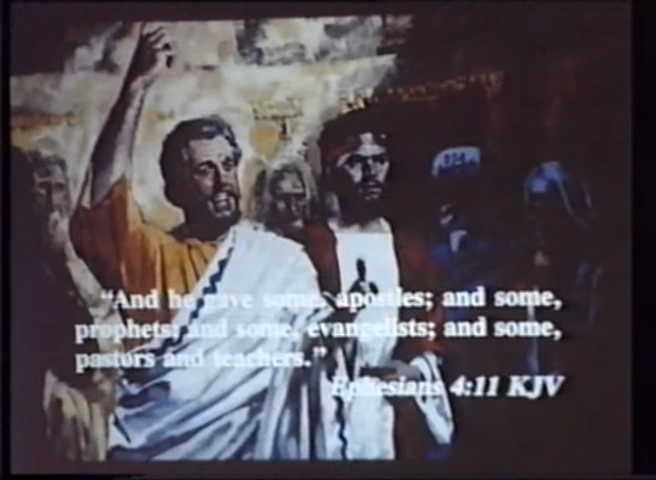 “And he gave some, apostles; and some,
prophets; and some, evangelists; and some,
pastors and teachers.”
Ephesians 4:11 KJV